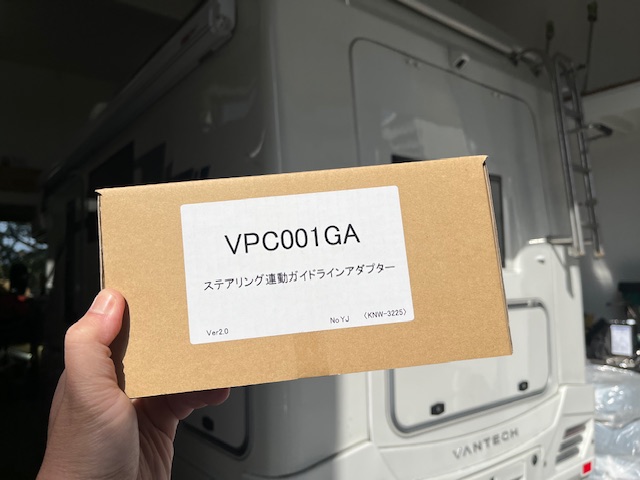 VPC001GA
ステアリング連動ガイドラインアダプター
Ver2.0 No YJ (KNW-3225)
VANTECH